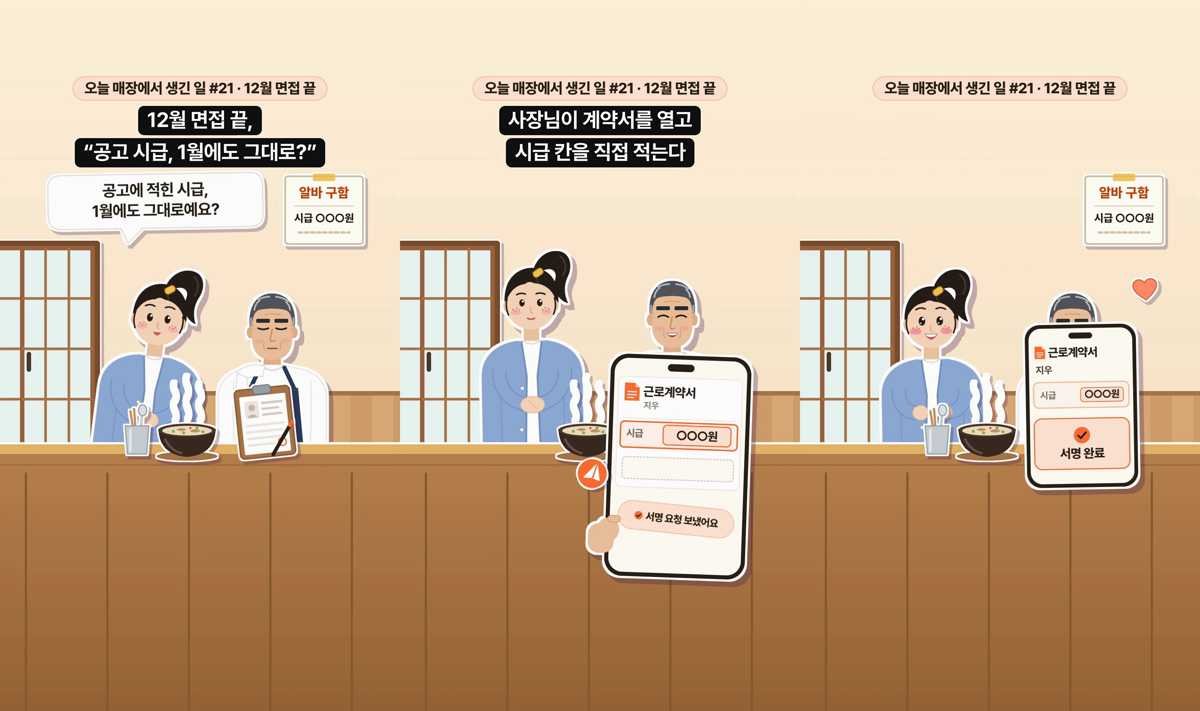 오늘 매장에서 생긴 일 #21 · 12월 면접 끝
12월 면접 끝,
“공고 시급, 1월에도 그대로?”
공고에 적힌 시급,
1월에도 그대로예요?
알바 구함
시급 OOO원
오늘 매장에서 생긴 일 #21 · 12월 면접 끝
사장님이 계약서를 열고
시급 칸을 직접 적는다
근로계약서
지우
시급 OOO원
서명 요청 보냈어요
오늘 매장에서 생긴 일 #21 · 12월 면접 끝
알바 구함
시급 OOO원
근로계약서
지우
시급 OOO원
서명 완료